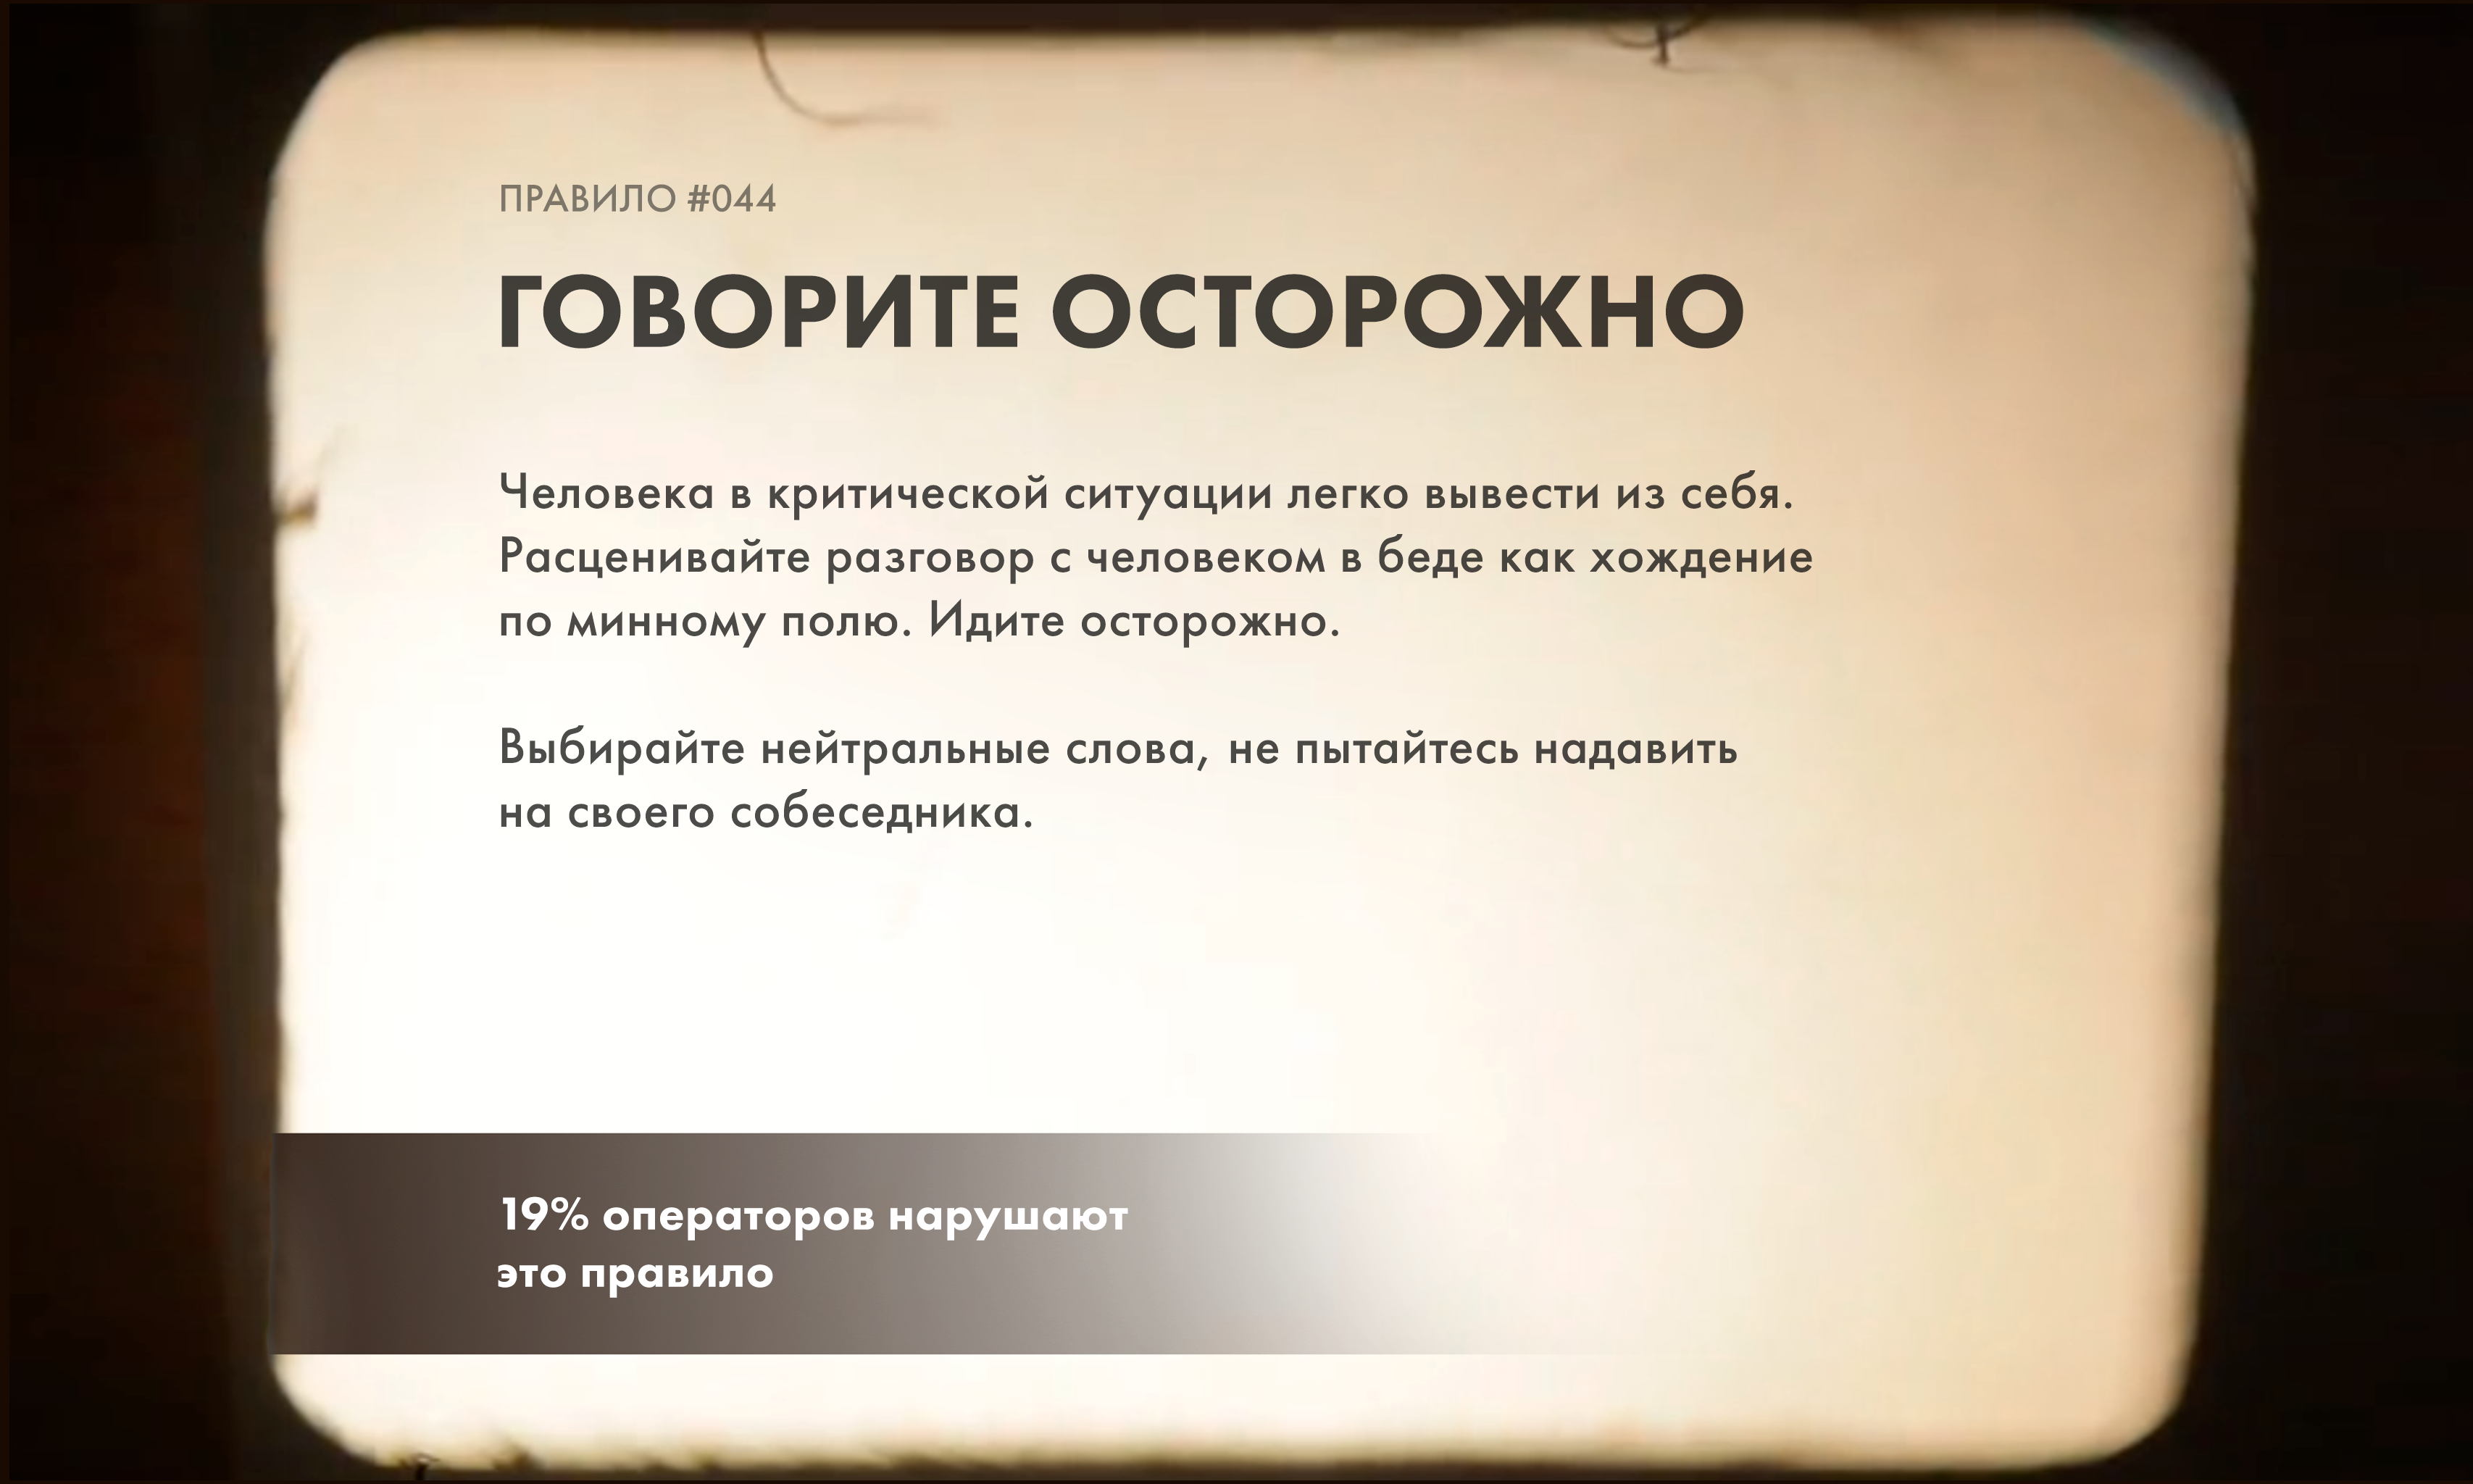 ПРАВИЛО #044
ГОВОРИТЕ ОСТОРОЖНО
Человека в критической ситуации легко вывести из себя.
Расценивайте разговор с человеком в беде как хождение
по минному полю. Идите осторожно.
Выбирайте нейтральные слова, не пытайтесь надавить
на своего собеседника.
19% операторов нарушают
это правило